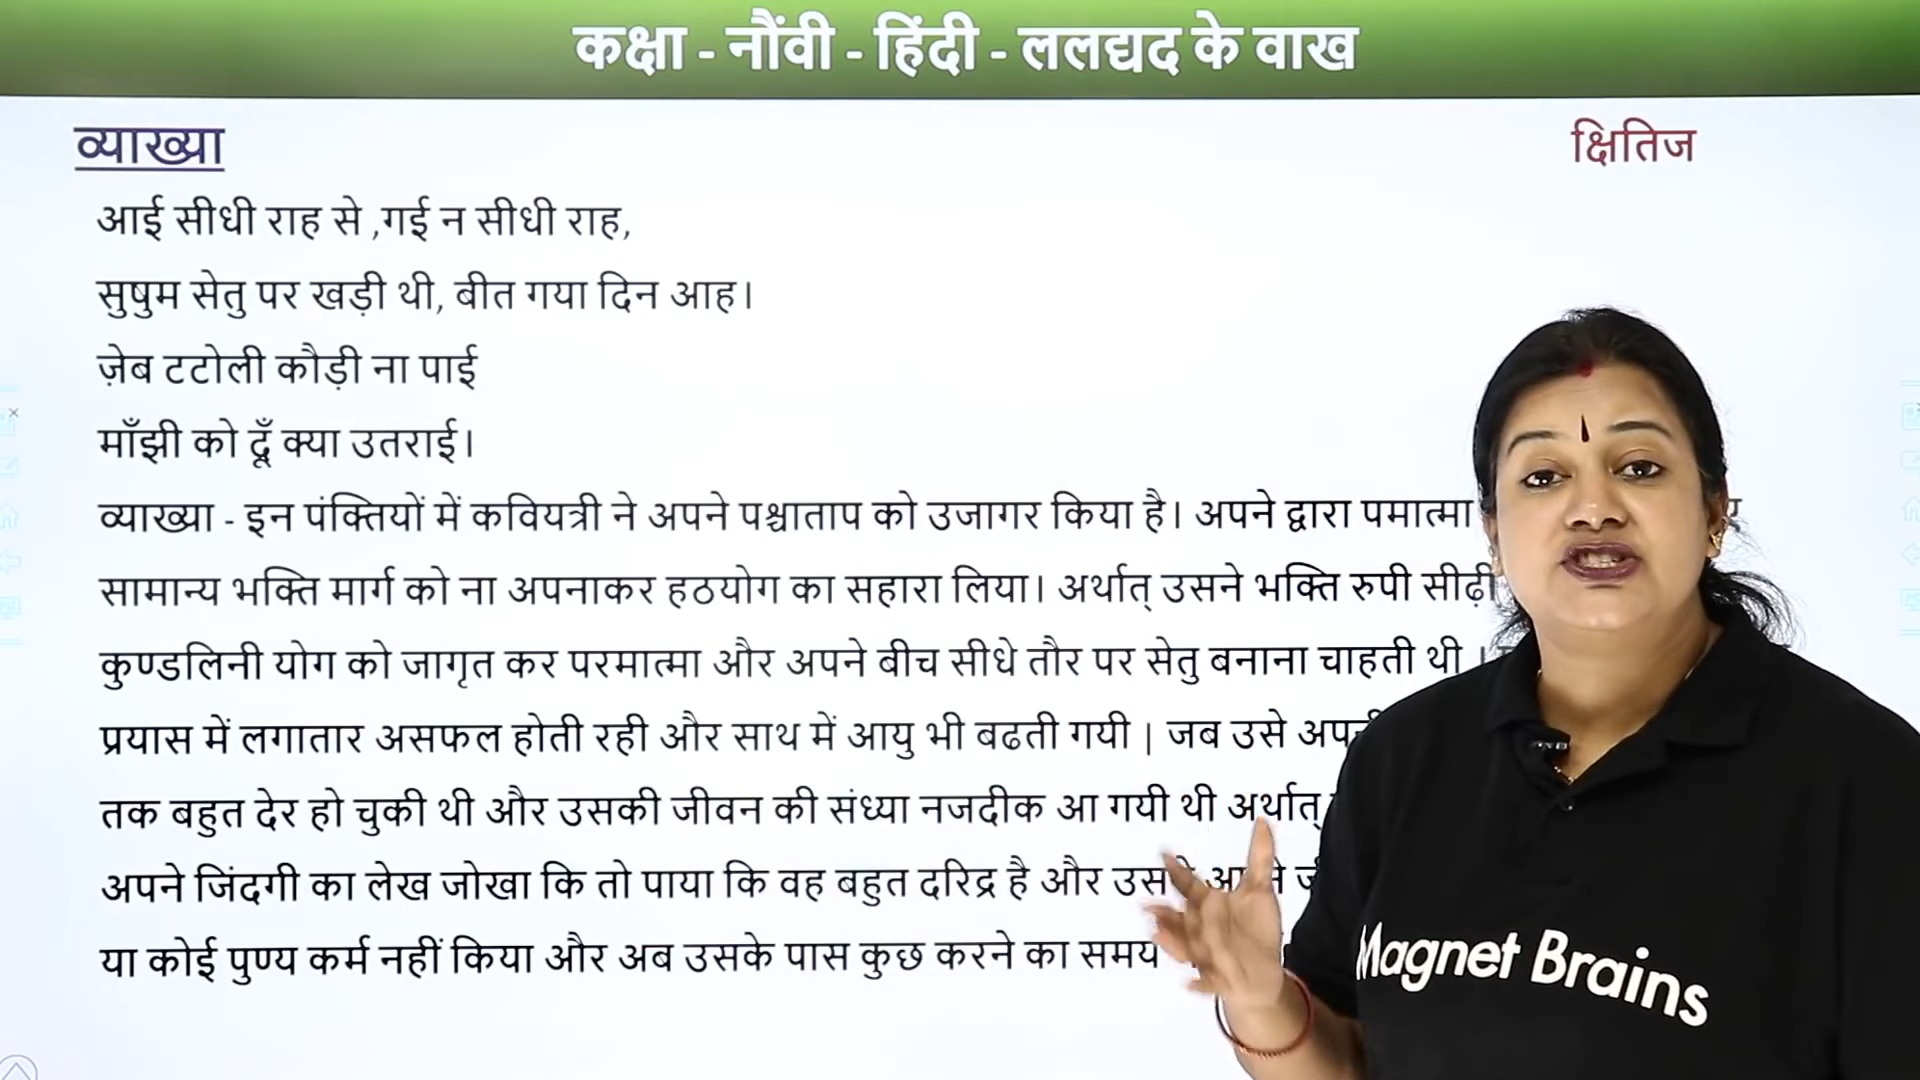 कक्षा - नौंवी - हिंदी - ललद्यद के वाख
व्याख्या
क्षितिज
आई सीधी राह से ,गई न सीधी राह,
सुषुम सेतु पर खड़ी थी, बीत गया दिन आह।
ज़ेब टटोली कौड़ी ना पाई
माँझी को दूँ क्या उतराई।
व्याख्या - इन पंक्तियों में कवियत्री ने अपने पश्चाताप को उजागर किया है। अपने द्वारा पमात्मा
सामान्य भक्ति मार्ग को ना अपनाकर हठयोग का सहारा लिया। अर्थात् उसने भक्ति रुपी सीढ़ी
कुण्डलिनी योग को जागृत कर परमात्मा और अपने बीच सीधे तौर पर सेतु बनाना चाहती थी ।
प्रयास में लगातार असफल होती रही और साथ में आयु भी बढती गयी | जब उसे
तक बहुत देर हो चुकी थी और उसकी जीवन की संध्या नजदीक आ गयी थी अर्थात्
अपने जिंदगी का लेख जोखा कि तो पाया कि वह बहुत दरिद्र है और
या कोई पुण्य कर्म नहीं किया और अब उसके पास कुछ करने का समय
Magnet Brains